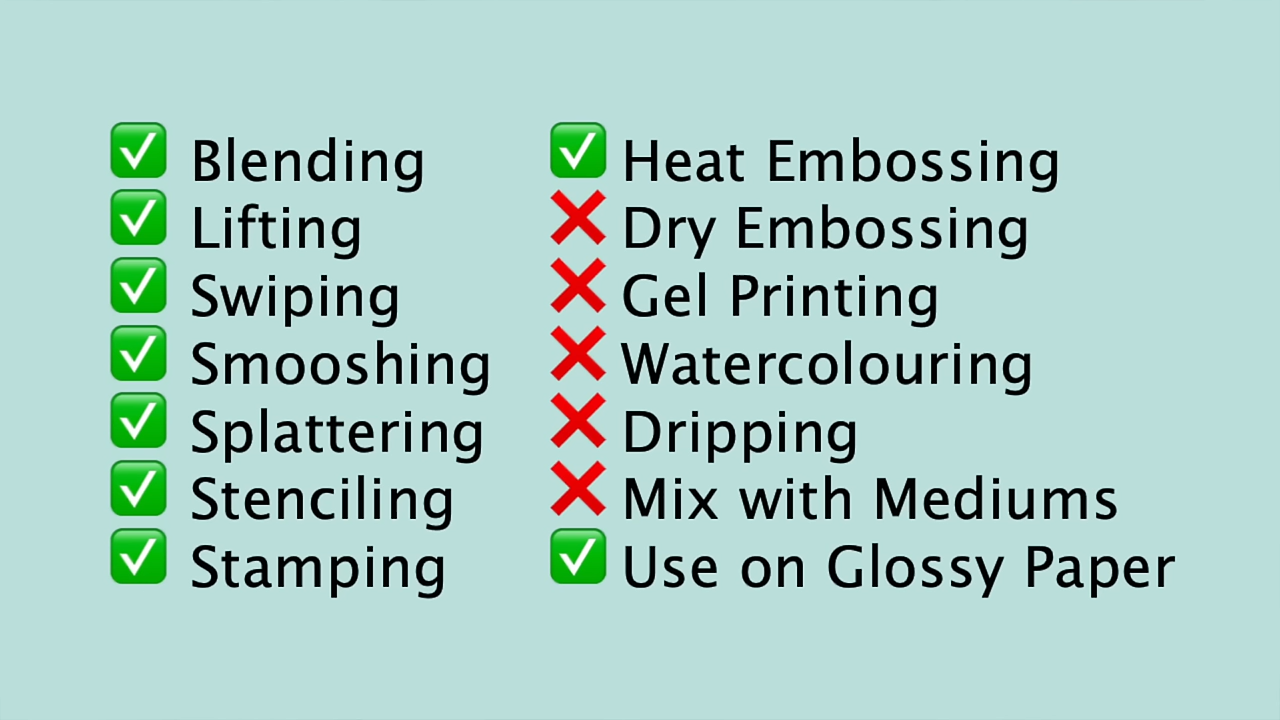 ✅ Blending
✅ Lifting
✅ Swiping
✅ Smooshing
✅ Splattering
✅ Stenciling
✅ Stamping
✅ Heat Embossing
❌ Dry Embossing
❌ Gel Printing
❌ Watercolouring
❌ Dripping
❌ Mix with Mediums
✅ Use on Glossy Paper